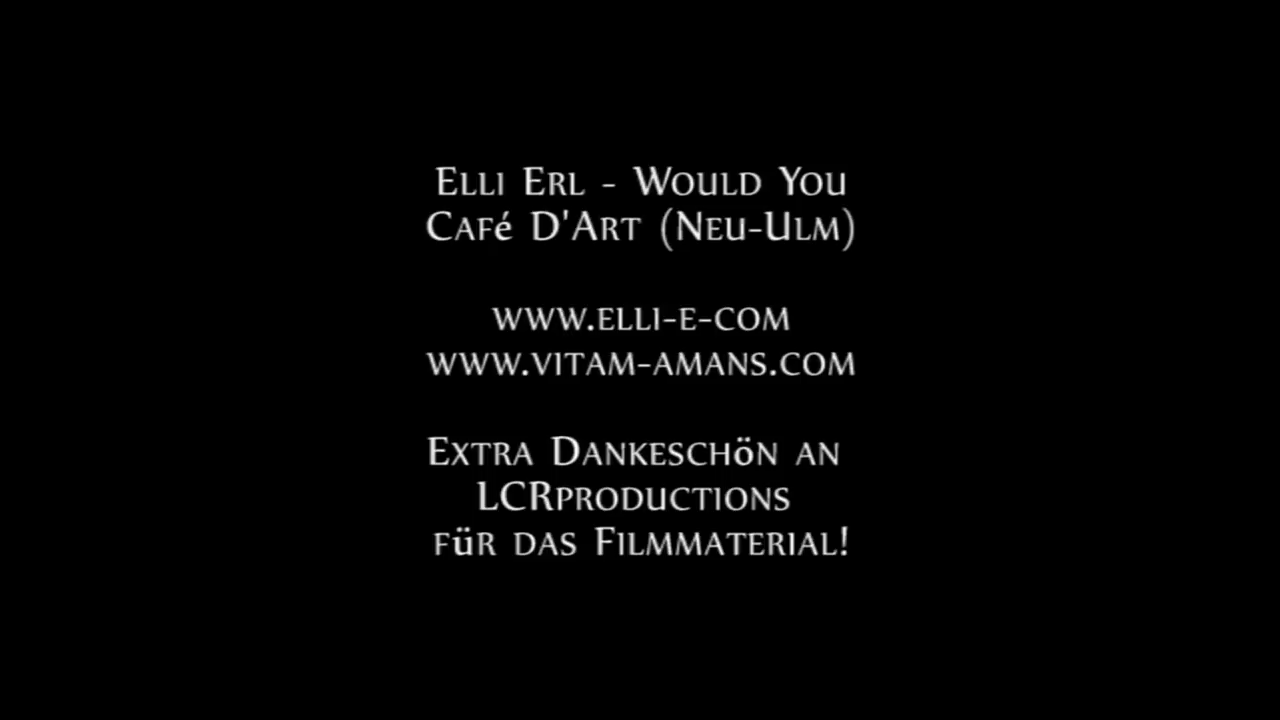 Elli Erl - Would You
Café D'Art (Neu-Ulm)
www.elli-e-com
www.vitam-amans.com
Extra Dankeschön an
LCRproductions
für das Filmmaterial!